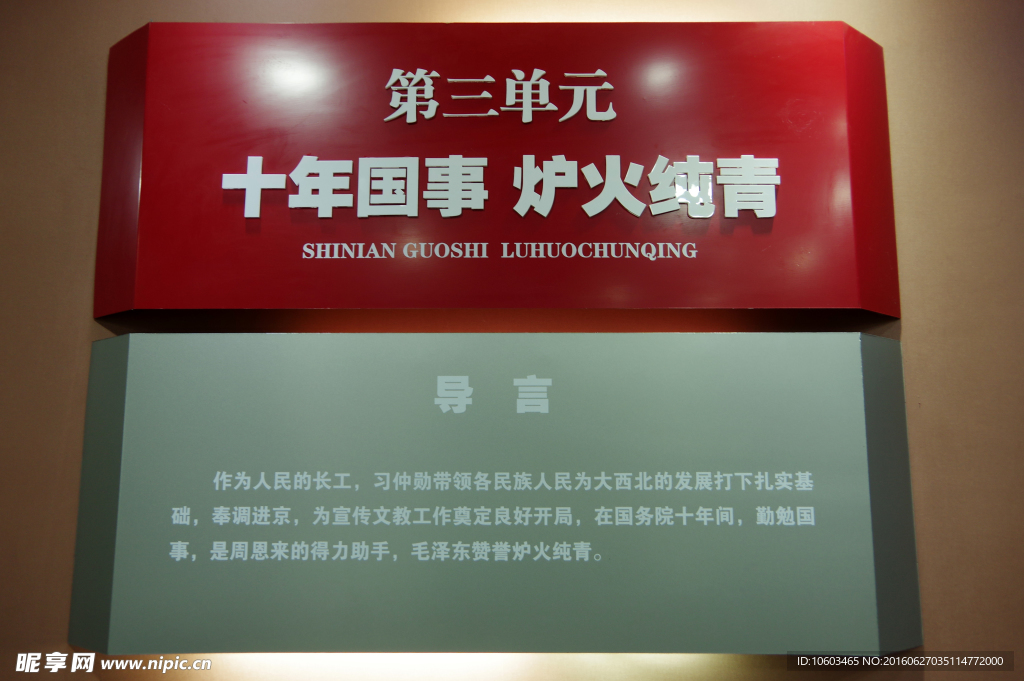 第三单元
十年国事 炉火纯青
SHINIAN GUOSHI LUHUOCHUNQING
导 言
作为人民的长工，习仲勋带领各民族人民为大西北的发展打下扎实基
础，奉调进京，为宣传文教工作奠定良好开局，在国务院十年间，勤勉国
事，是周恩来的得力助手，毛泽东赞誉炉火纯青。
昵享网 www.nipic.cn
ID:10603465 NO:20160627035114772000